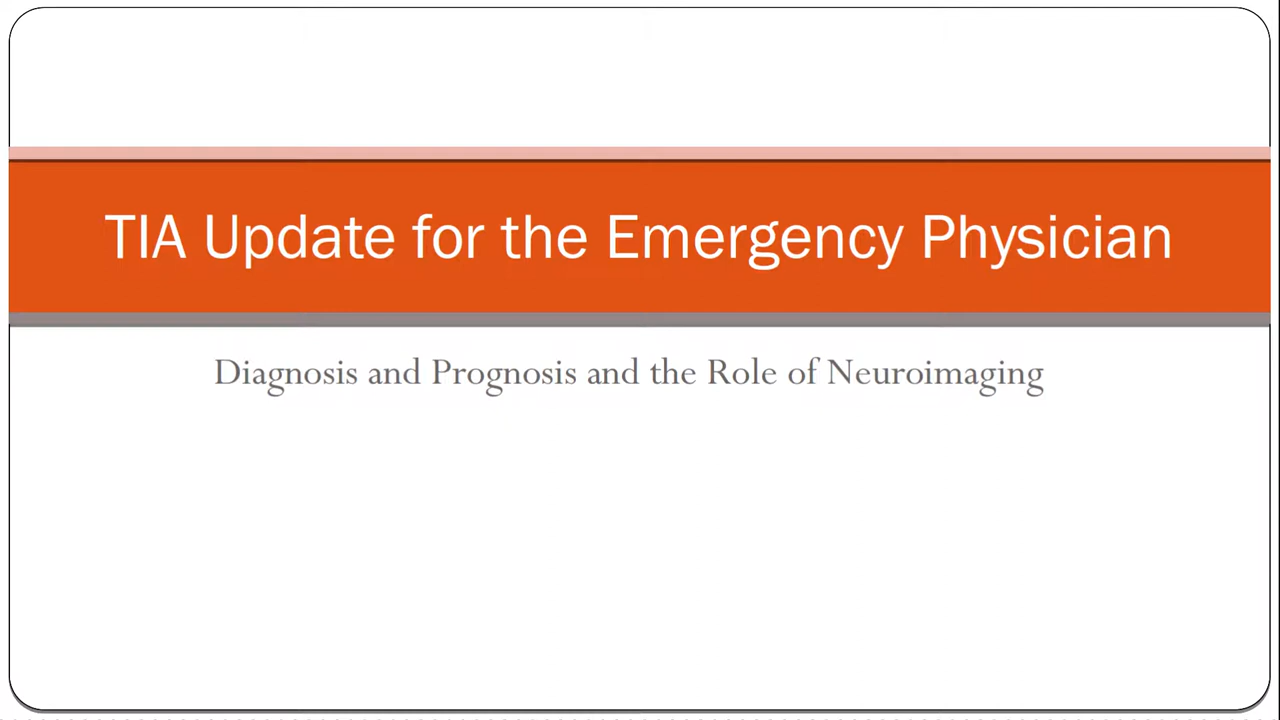 TIA Update for the Emergency Physician
Diagnosis and Prognosis and the Role of Neuroimaging